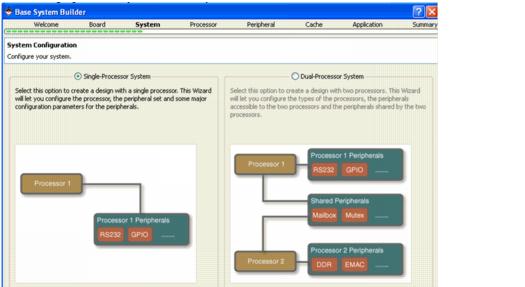 Base System Builder
Welcome Board System Processor Peripheral Cache Application Summary
System Configuration
Configure your system.
Single-Processor System
Select this option to create a design with a single processor. This Wizard
will let you configure the processor, the peripheral set and some major
configuration parameters for the peripherals.
Processor 1
Processor 1 Peripherals
RS232 GPIO .......
Dual-Processor System
Select this option to create a design with two processors. This Wizard
will let you configure the types of the processors, the peripherals
accessible to the two processors and the peripherals shared by the two
processors.
Processor 1
Processor 1 Peripherals
RS232 GPIO .......
Shared Peripherals
Mailbox Mutex .......
Processor 2
Processor 2 Peripherals
DDR EMAC .......